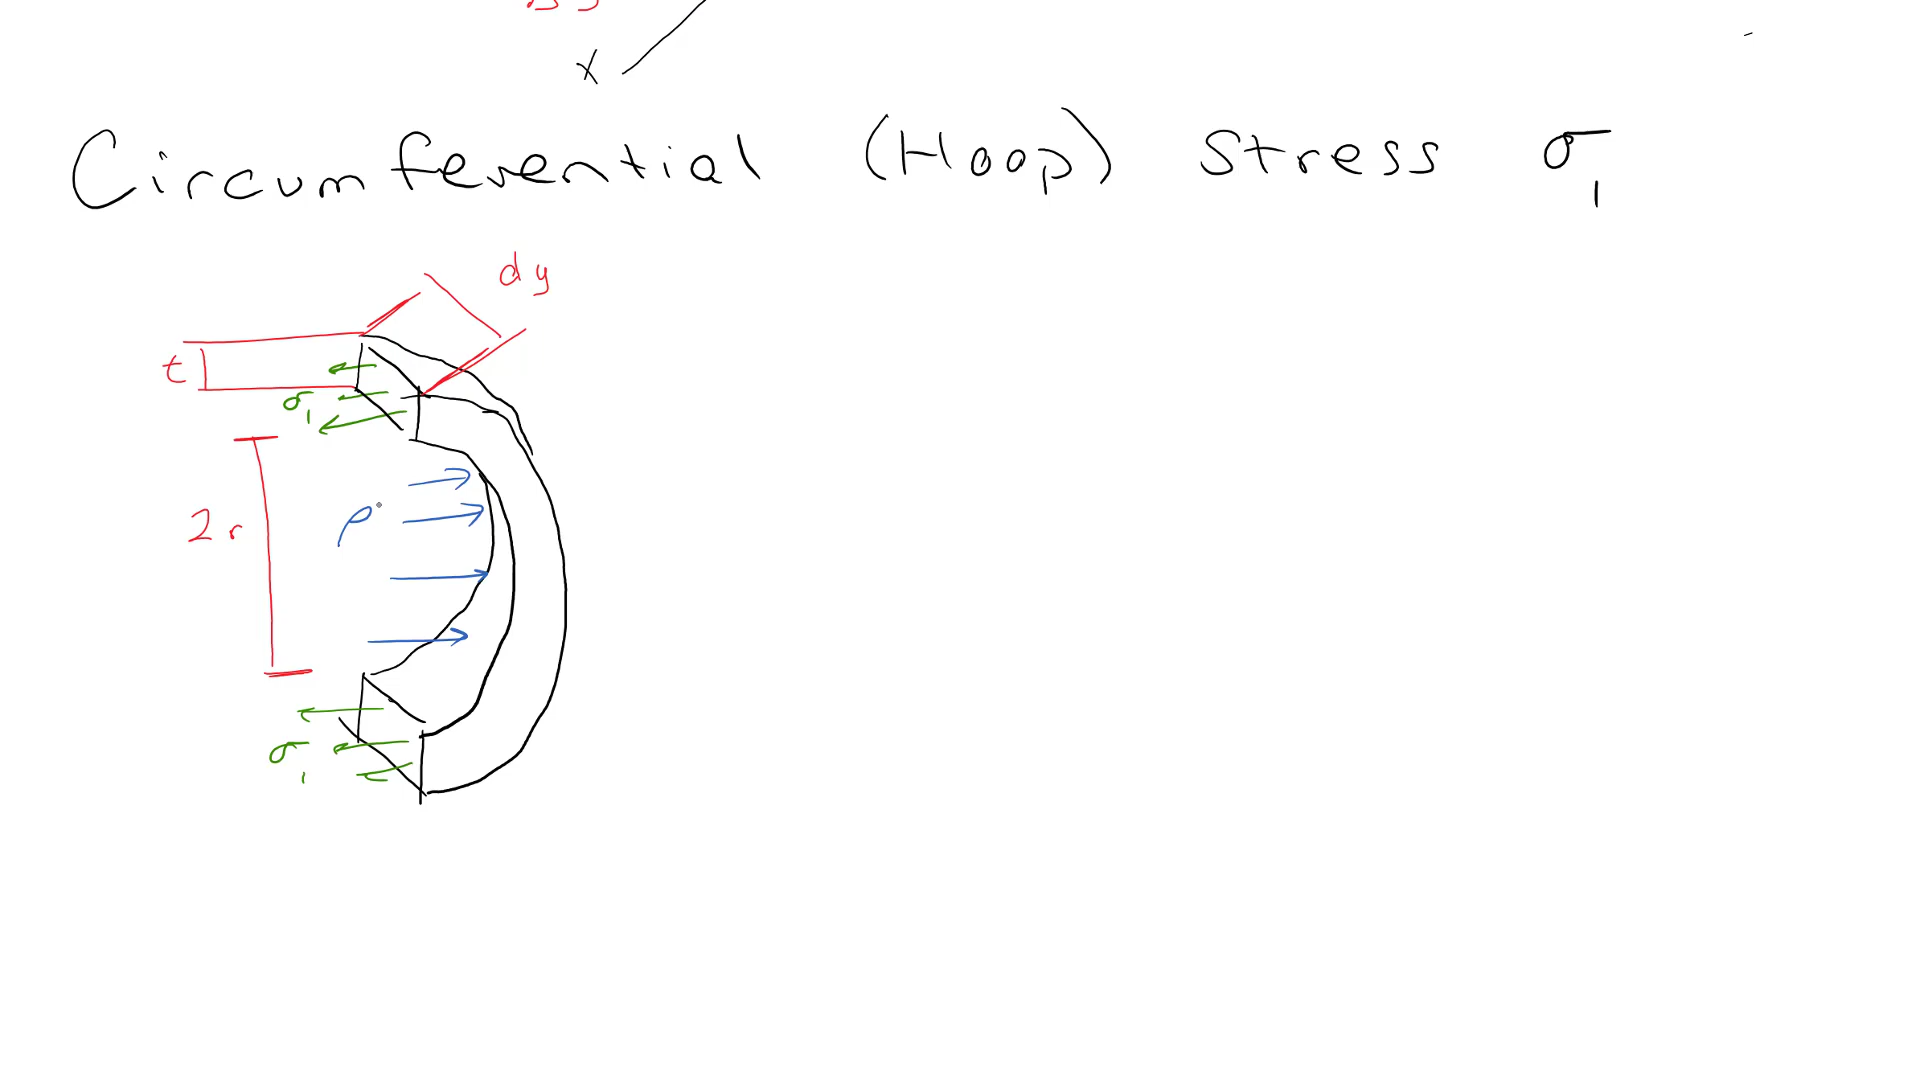 x
Circumferential (Hoop) Stress σ₁
dy
t
σ₁
2r
p
σ₁